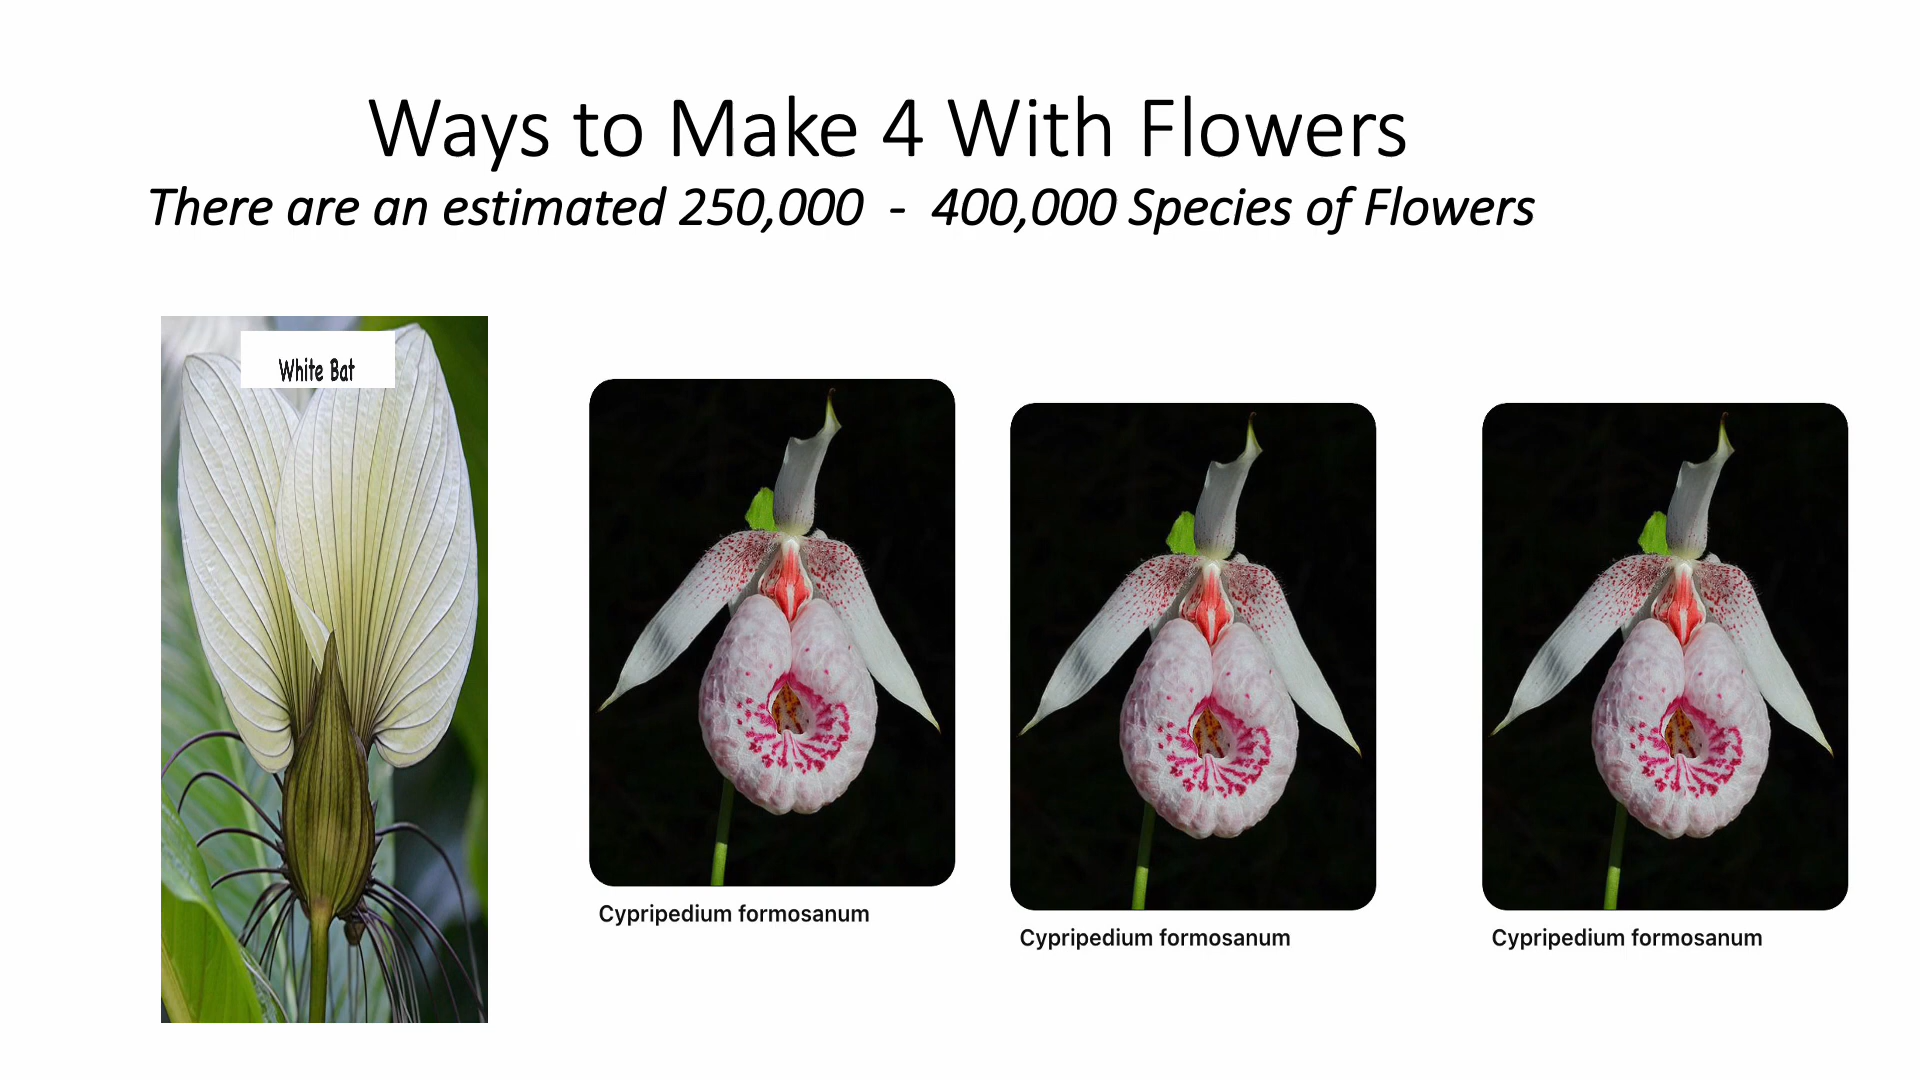 Ways to Make 4 With Flowers
There are an estimated 250,000 - 400,000 Species of Flowers
White Bat
Cypripedium formosanum
Cypripedium formosanum
Cypripedium formosanum